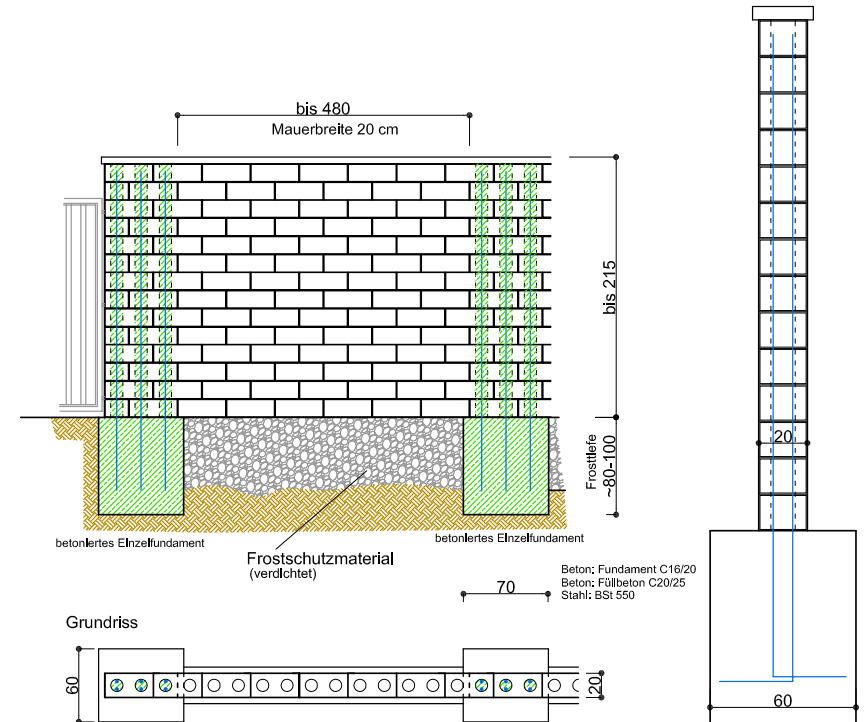 bis 480
Mauerbreite 20 cm
bis 215
20
Frosttiefe
~80-100
betoniertes Einzelfundament
betoniertes Einzelfundament
Frostschutzmaterial
(verdichtet)
Beton: Fundament C16/20
Beton: Füllbeton C20/25
Stahl: BSt 550
70
Grundriss
60
20
60